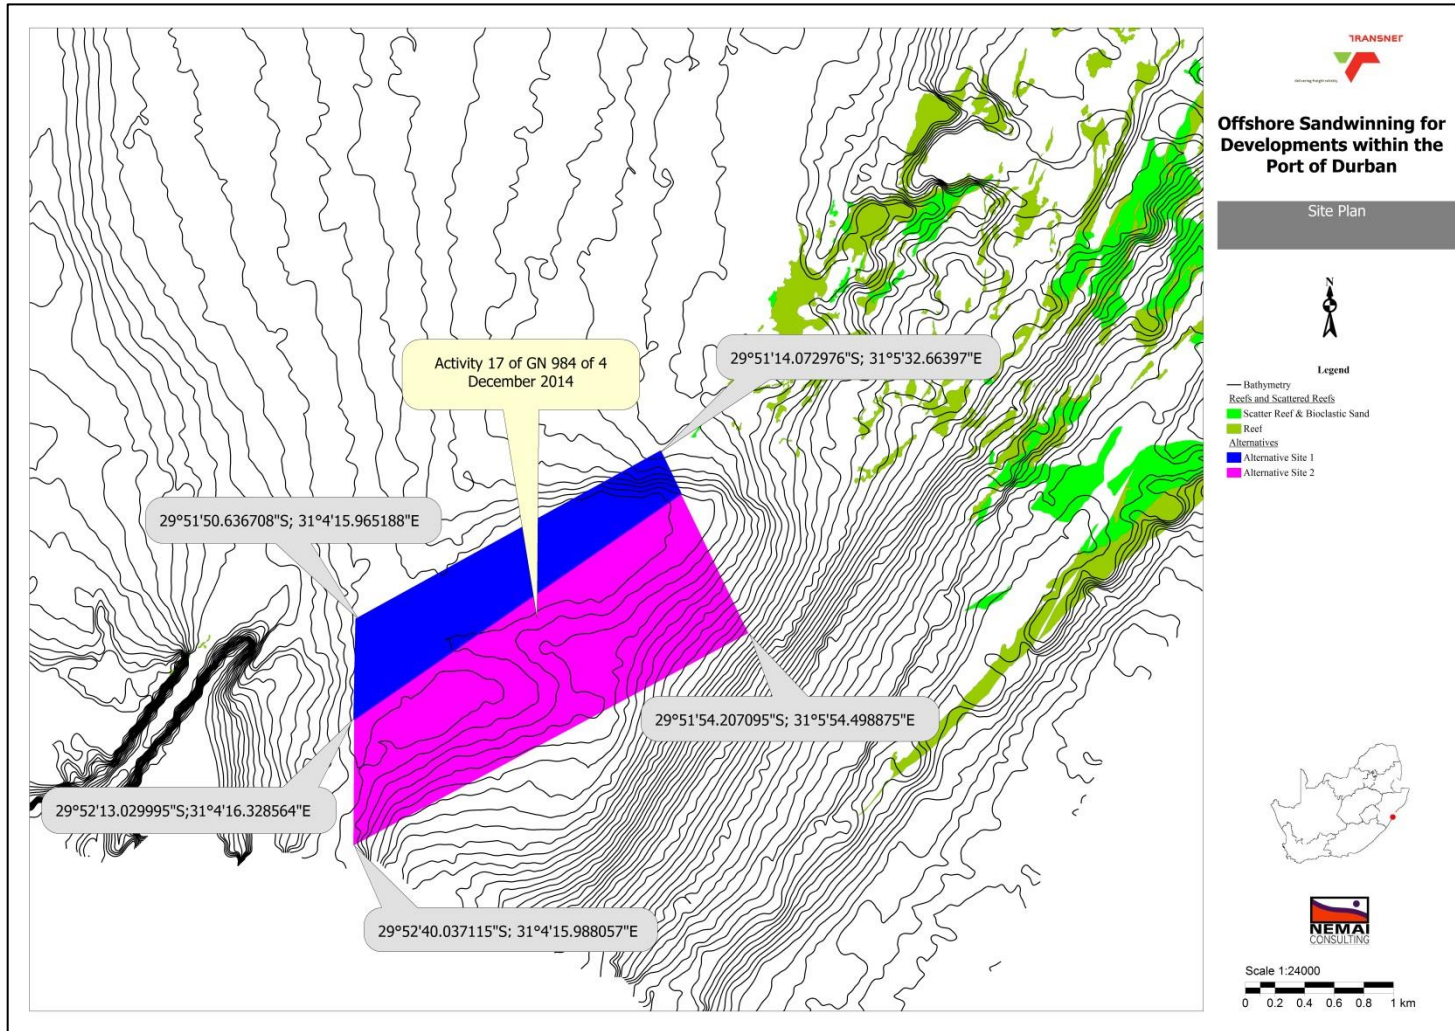 TRANSNEF
delivering freight reliably
Offshore Sandwinning for
Developments within the
Port of Durban
Site Plan
N
Legend
Bathymetry
Reefs and Scattered Reefs
Scatter Reef & Bioclastic Sand
Reef
Alternatives
Alternative Site 1
Alternative Site 2
Activity 17 of GN 984 of 4
December 2014
29°51'14.072976"S; 31°5'32.66397"E
29°51'50.636708"S; 31°4'15.965188"E
29°51'54.207095"S; 31°5'54.498875"E
29°52'13.029995"S;31°4'16.328564"E
29°52'40.037115"S; 31°4'15.988057"E
NEMAI
CONSULTING
Scale 1:24000
0 0.2 0.4 0.6 0.8 1 km